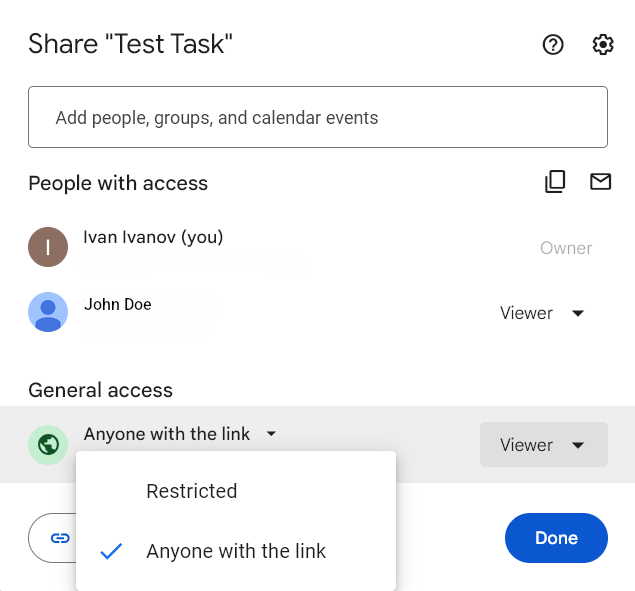 Share "Test Task"
Add people, groups, and calendar events
People with access
I
Ivan Ivanov (you)
Owner
John Doe
Viewer
General access
Anyone with the link
Viewer
Restricted
Anyone with the link
Done